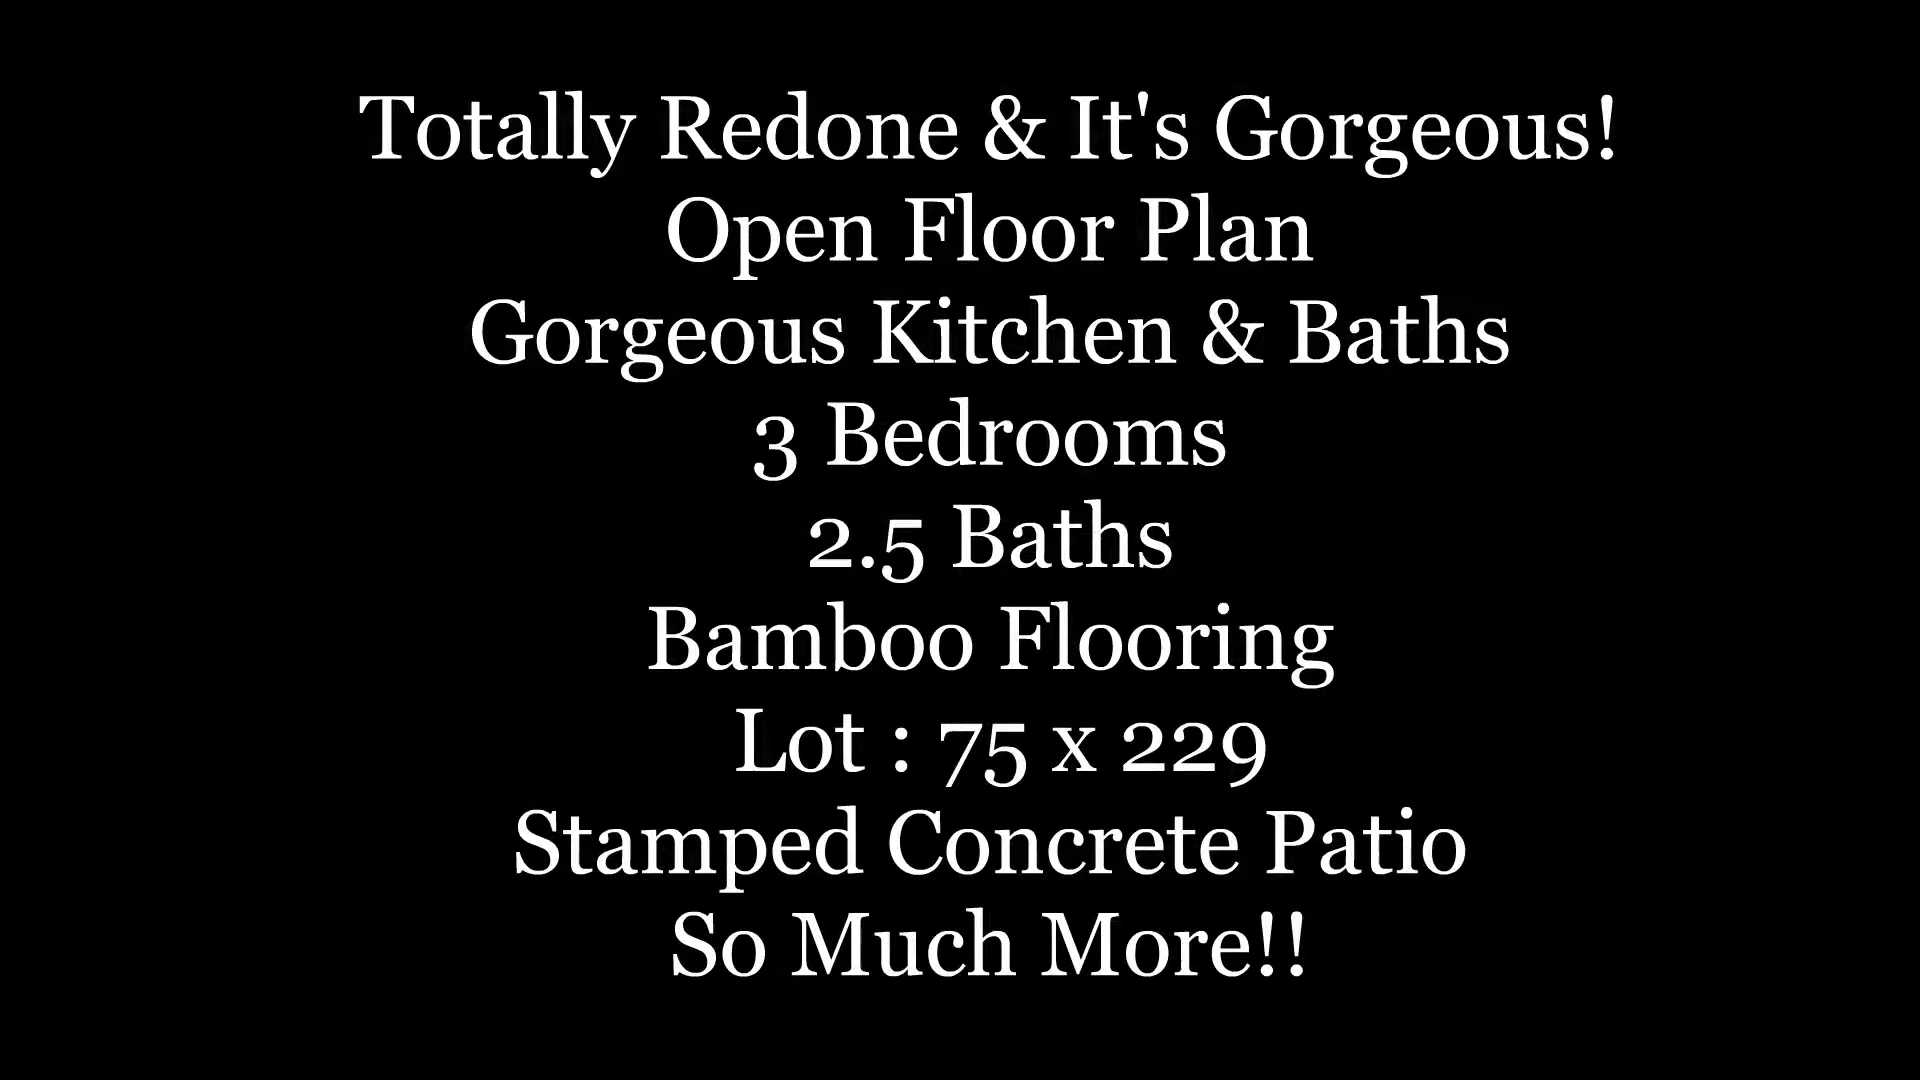 Totally Redone & It's Gorgeous!
Open Floor Plan
Gorgeous Kitchen & Baths
3 Bedrooms
2.5 Baths
Bamboo Flooring
Lot : 75 x 229
Stamped Concrete Patio
So Much More!!